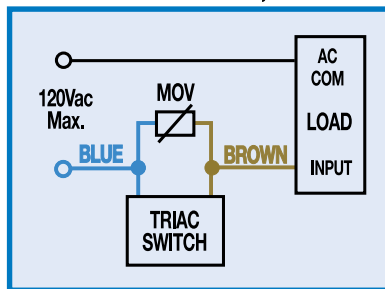 AC
COM
MOV
120Vac
Max.
LOAD
BLUE
BROWN
INPUT
TRIAC
SWITCH